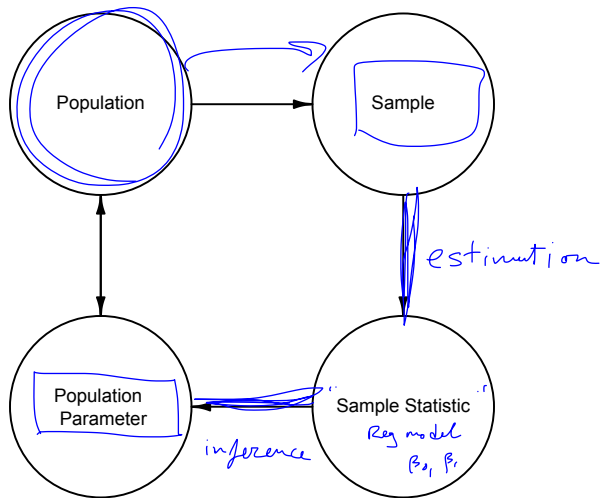 Population
Sample
estimation
Population
Parameter
inference
"Sample Statistic"
Reg model
β0, β1